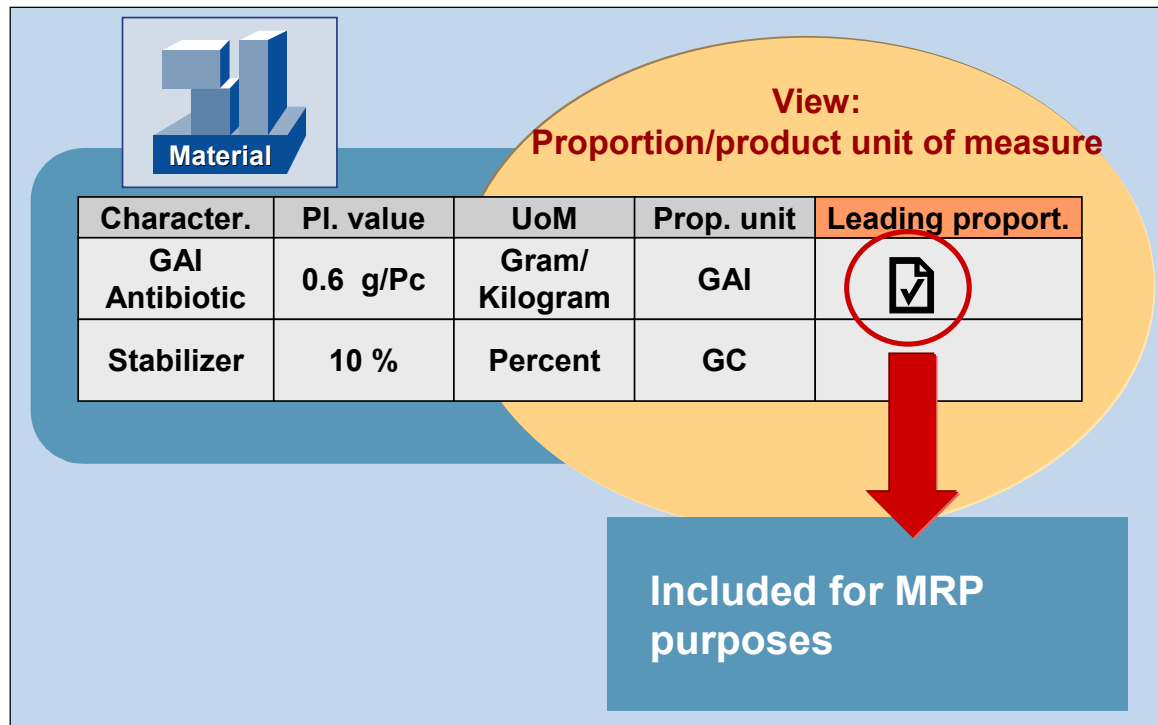 Material
View:
Proportion/product unit of measure
Character. Pl. value UoM Prop. unit Leading proport.
GAI
Antibiotic 0.6 g/Pc Gram/
Kilogram GAI
Stabilizer 10 % Percent GC
Included for MRP
purposes